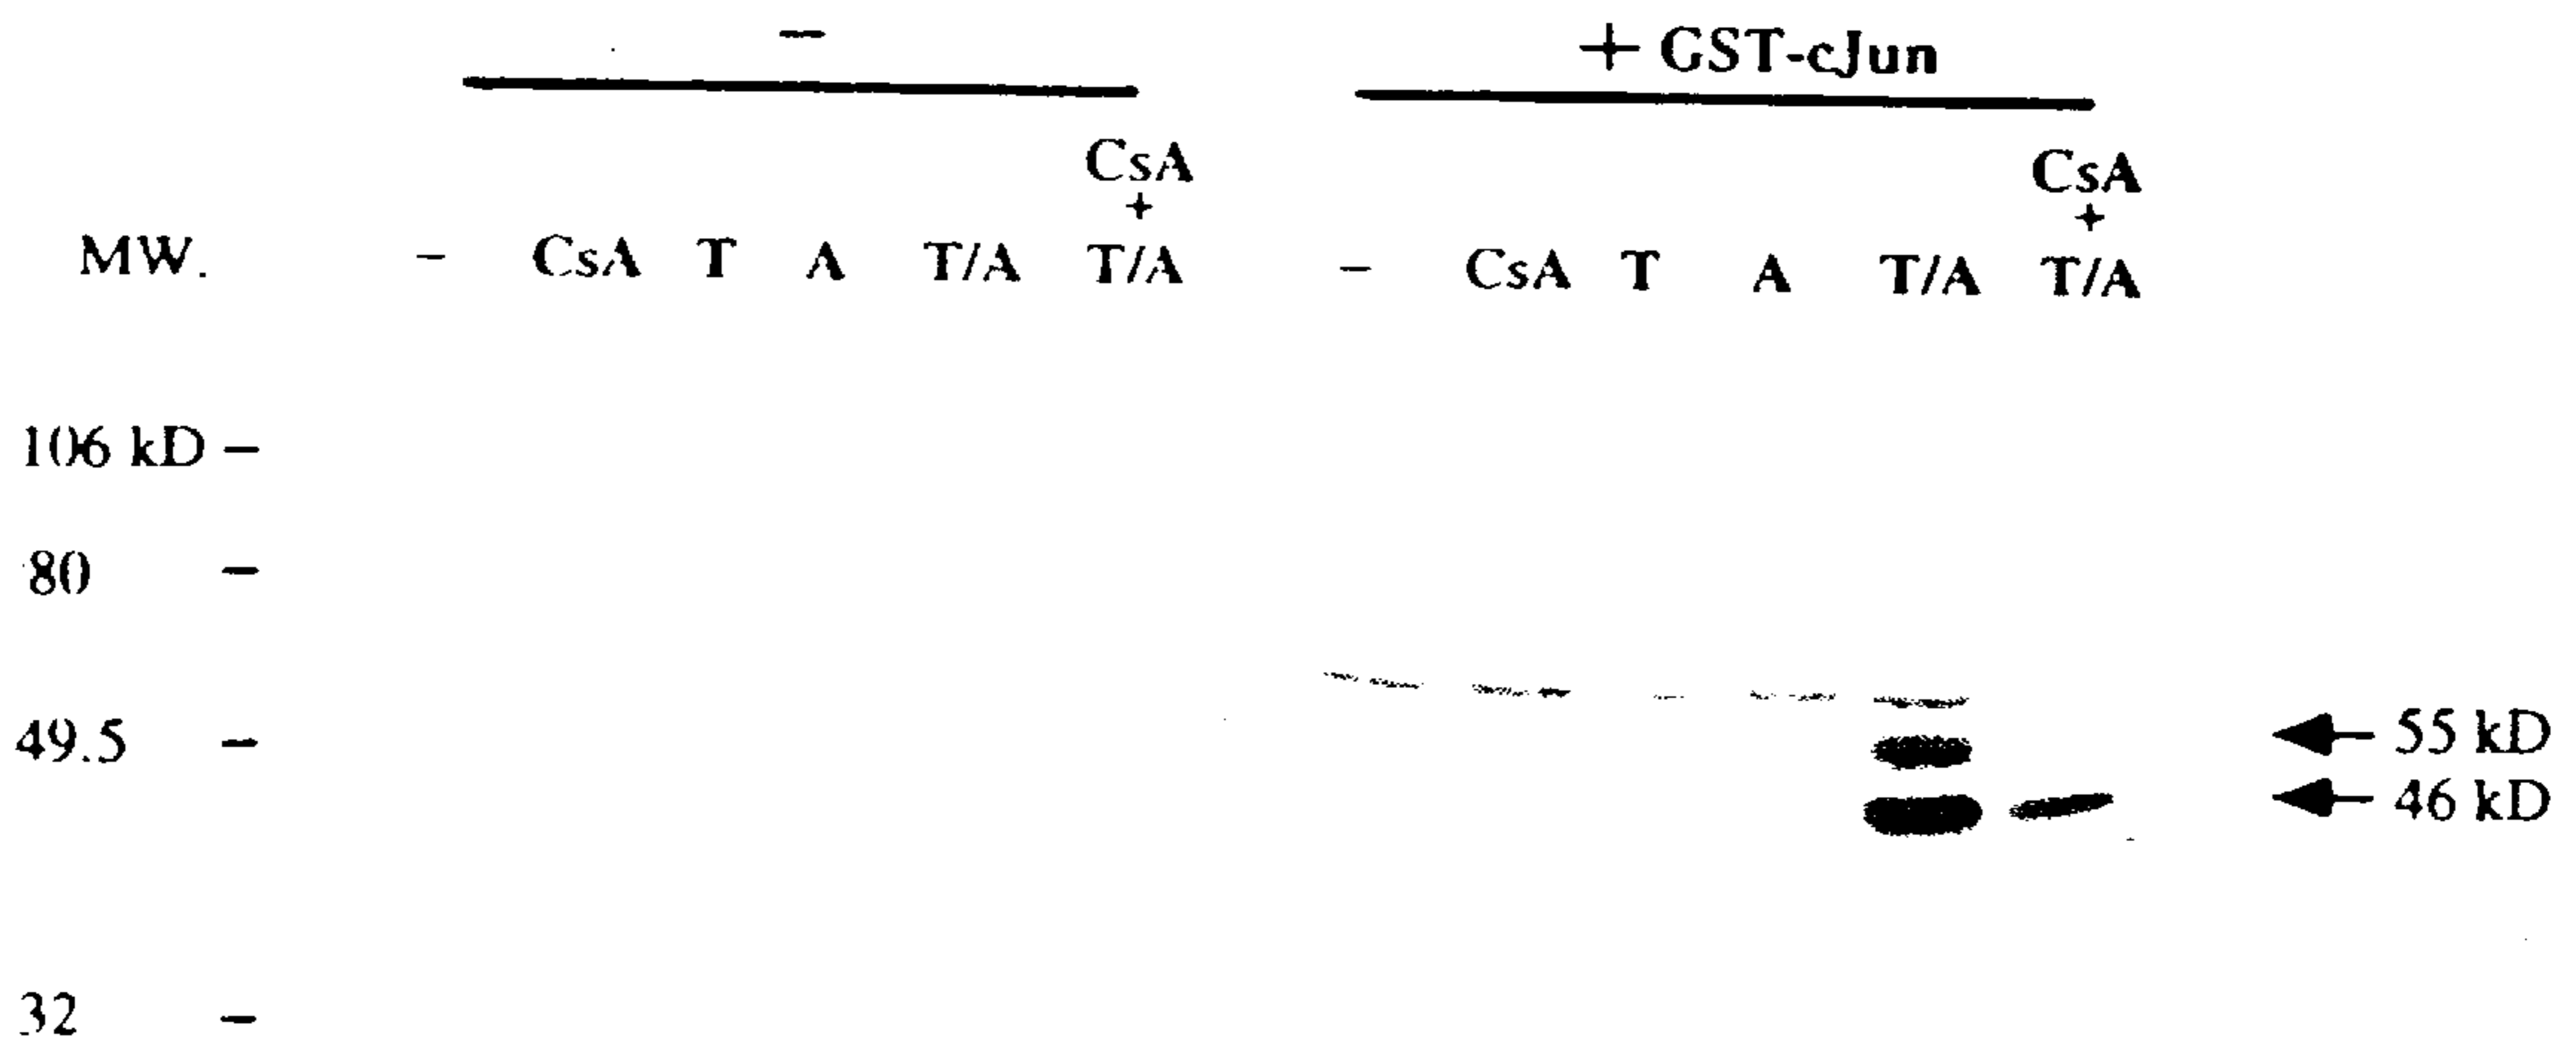 − + GST-cJun
CsA CsA
+ +
MW. − CsA T A T/A T/A − CsA T A T/A T/A
106 kD −
80 −
49.5 − 55 kD
46 kD
32 −